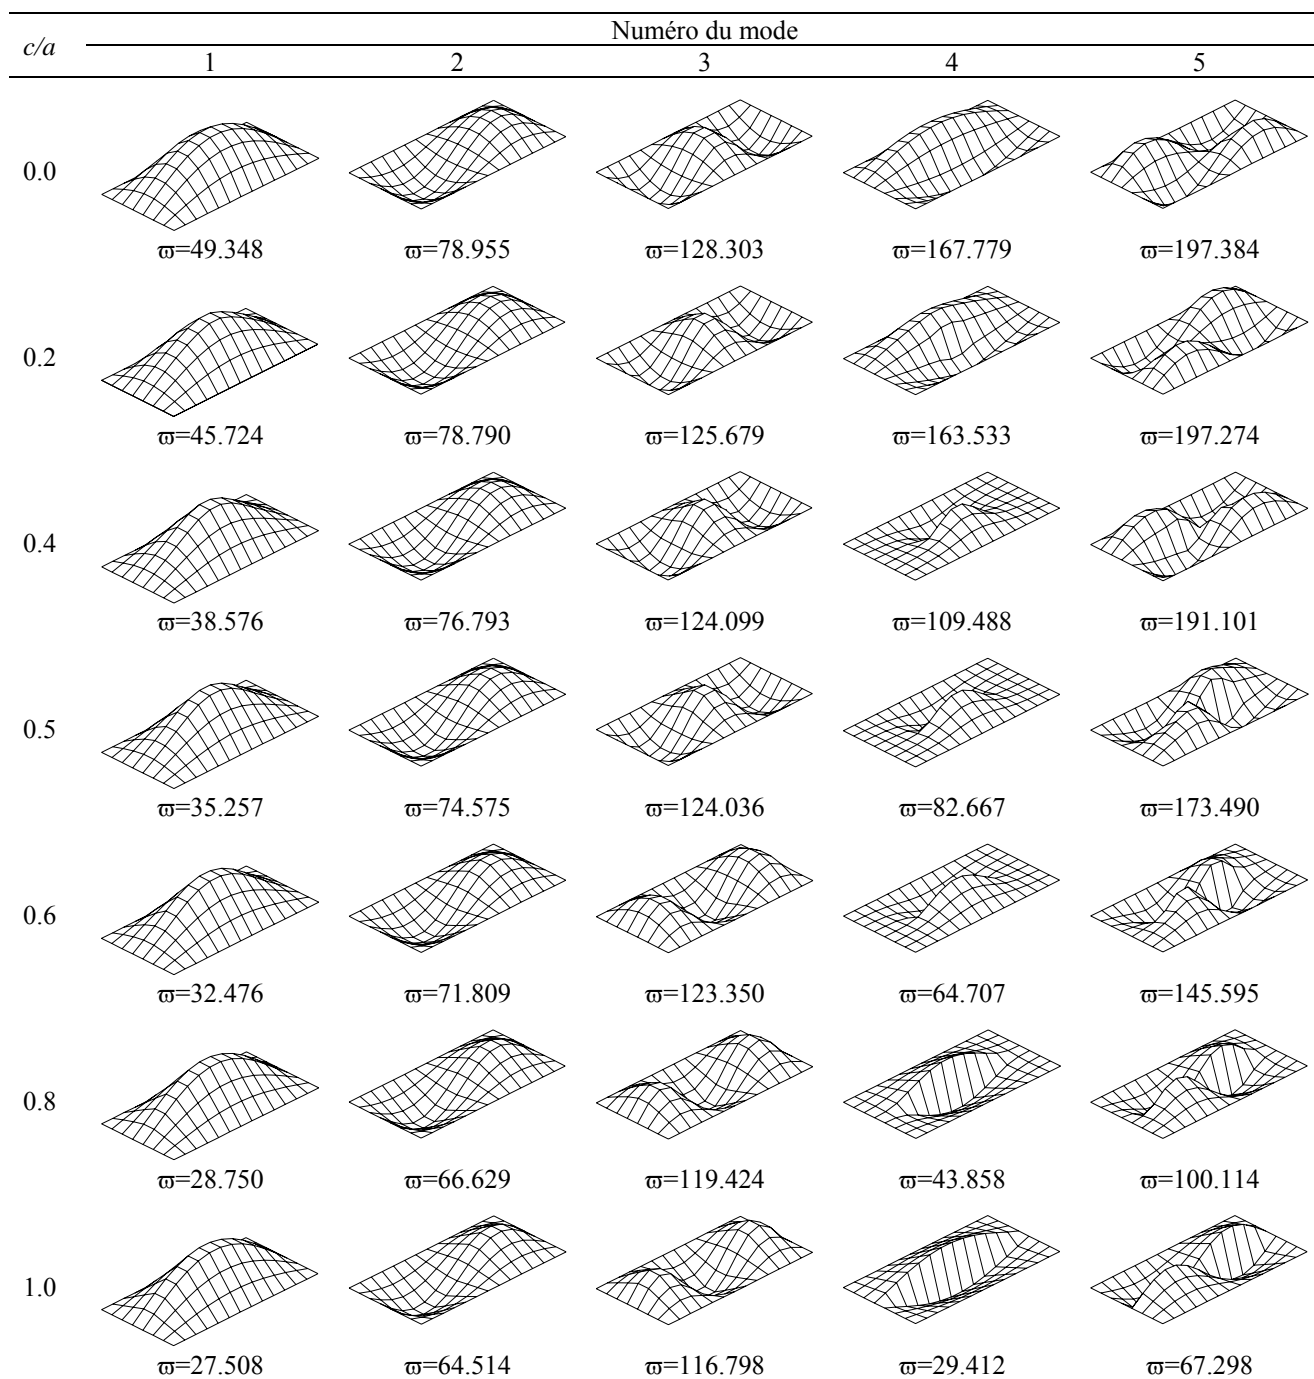 Numéro du mode
c/a
1 2 3 4 5
0.0
ϖ=49.348 ϖ=78.955 ϖ=128.303 ϖ=167.779 ϖ=197.384
0.2
ϖ=45.724 ϖ=78.790 ϖ=125.679 ϖ=163.533 ϖ=197.274
0.4
ϖ=38.576 ϖ=76.793 ϖ=124.099 ϖ=109.488 ϖ=191.101
0.5
ϖ=35.257 ϖ=74.575 ϖ=124.036 ϖ=82.667 ϖ=173.490
0.6
ϖ=32.476 ϖ=71.809 ϖ=123.350 ϖ=64.707 ϖ=145.595
0.8
ϖ=28.750 ϖ=66.629 ϖ=119.424 ϖ=43.858 ϖ=100.114
1.0
ϖ=27.508 ϖ=64.514 ϖ=116.798 ϖ=29.412 ϖ=67.298